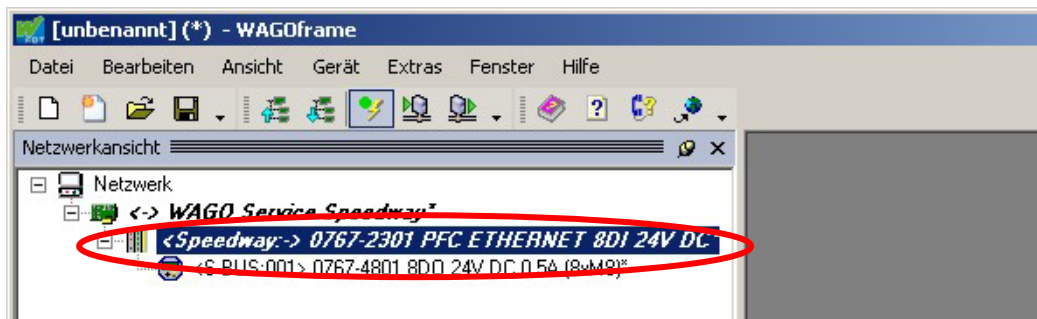 [unbenannt] (*) - WAGOframe
Datei Bearbeiten Ansicht Gerät Extras Fenster Hilfe
Netzwerkansicht
Netzwerk
<-> WAGO Service Speedway*
<Speedway:-> 0767-2301 PFC ETHERNET 8DI 24V DC
<S-BUS:001> 0767-4801 8DO 24V DC 0.5A (8xM8)*